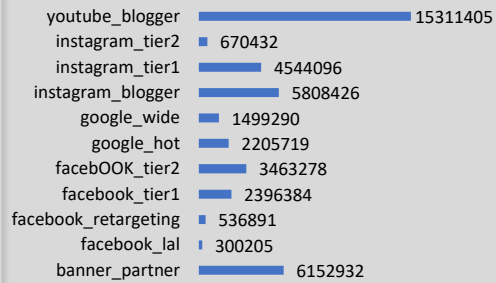 youtube_blogger 15311405
instagram_tier2 670432
instagram_tier1 4544096
instagram_blogger 5808426
google_wide 1499290
google_hot 2205719
facebOOK_tier2 3463278
facebook_tier1 2396384
facebook_retargeting 536891
facebook_lal 300205
banner_partner 6152932